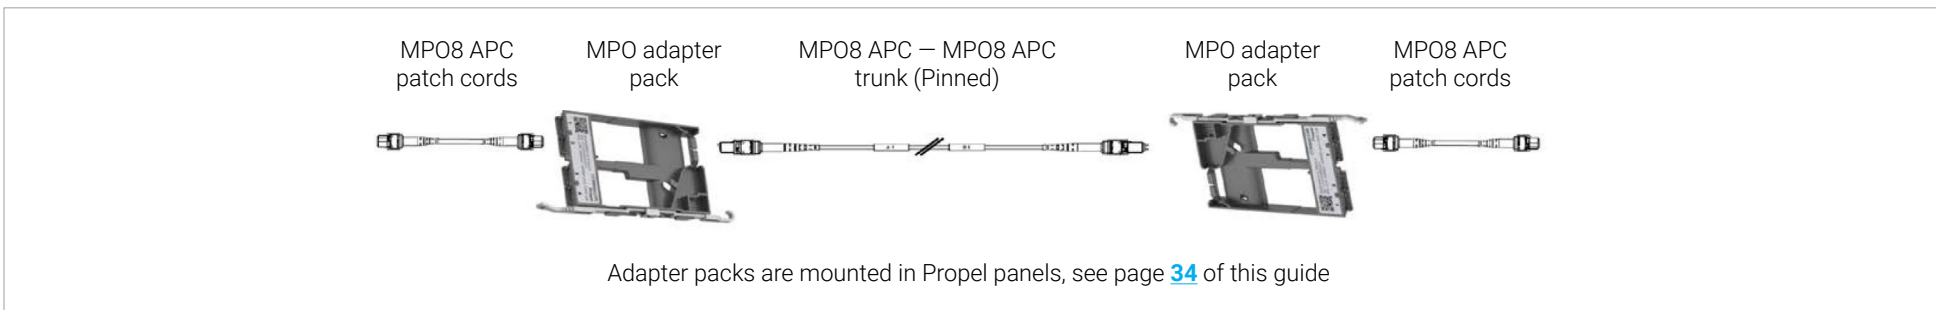 MPO8 APC
patch cords
MPO adapter
pack
MPO8 APC — MPO8 APC
trunk (Pinned)
MPO adapter
pack
MPO8 APC
patch cords
Adapter packs are mounted in Propel panels, see page 34 of this guide